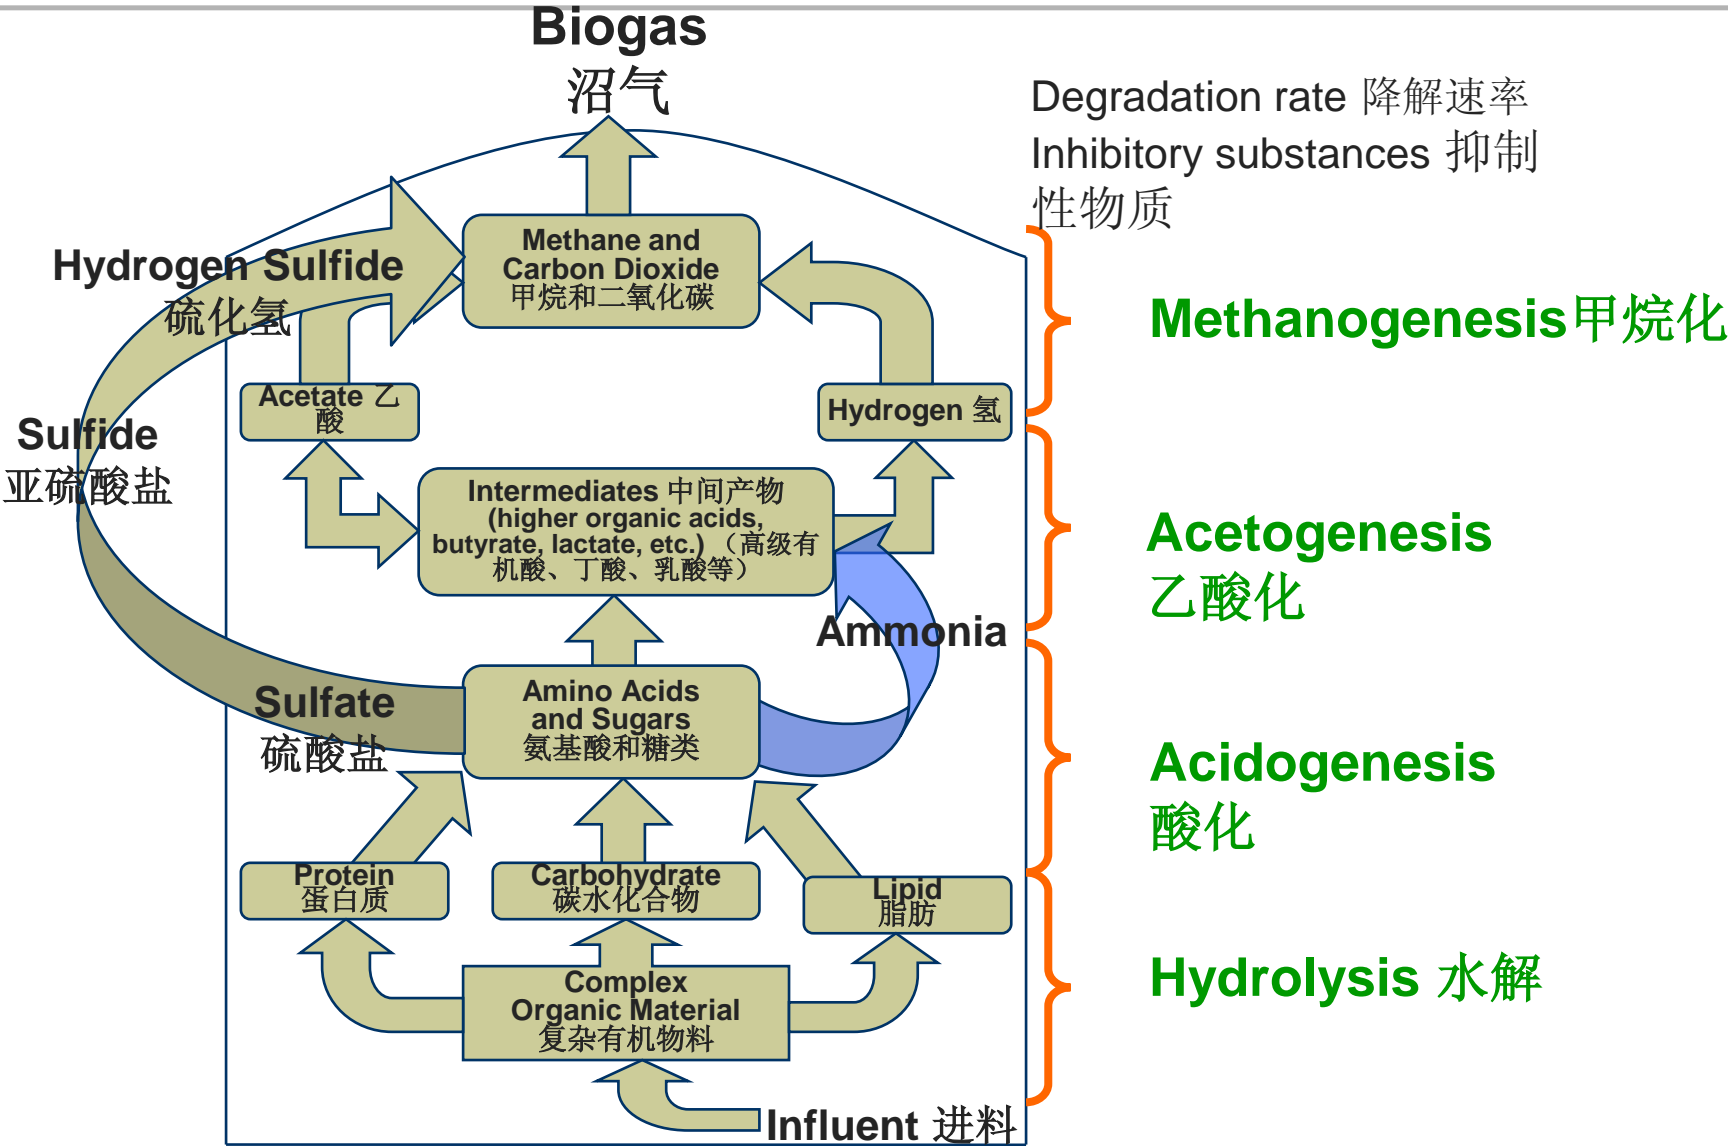 Biogas
沼气
Degradation rate 降解速率
Inhibitory substances 抑制
性物质
Methane and
Carbon Dioxide
甲烷和二氧化碳
Hydrogen Sulfide
硫化氢
Methanogenesis甲烷化
Acetate 乙
酸
Hydrogen 氢
Sulfide
亚硫酸盐
Intermediates 中间产物
(higher organic acids,
butyrate, lactate, etc.) （高级有
机酸、丁酸、乳酸等）
Acetogenesis
乙酸化
Ammonia
Sulfate
硫酸盐
Amino Acids
and Sugars
氨基酸和糖类
Acidogenesis
酸化
Protein
蛋白质
Carbohydrate
碳水化合物
Lipid
脂肪
Complex
Organic Material
复杂有机物料
Hydrolysis 水解
Influent 进料